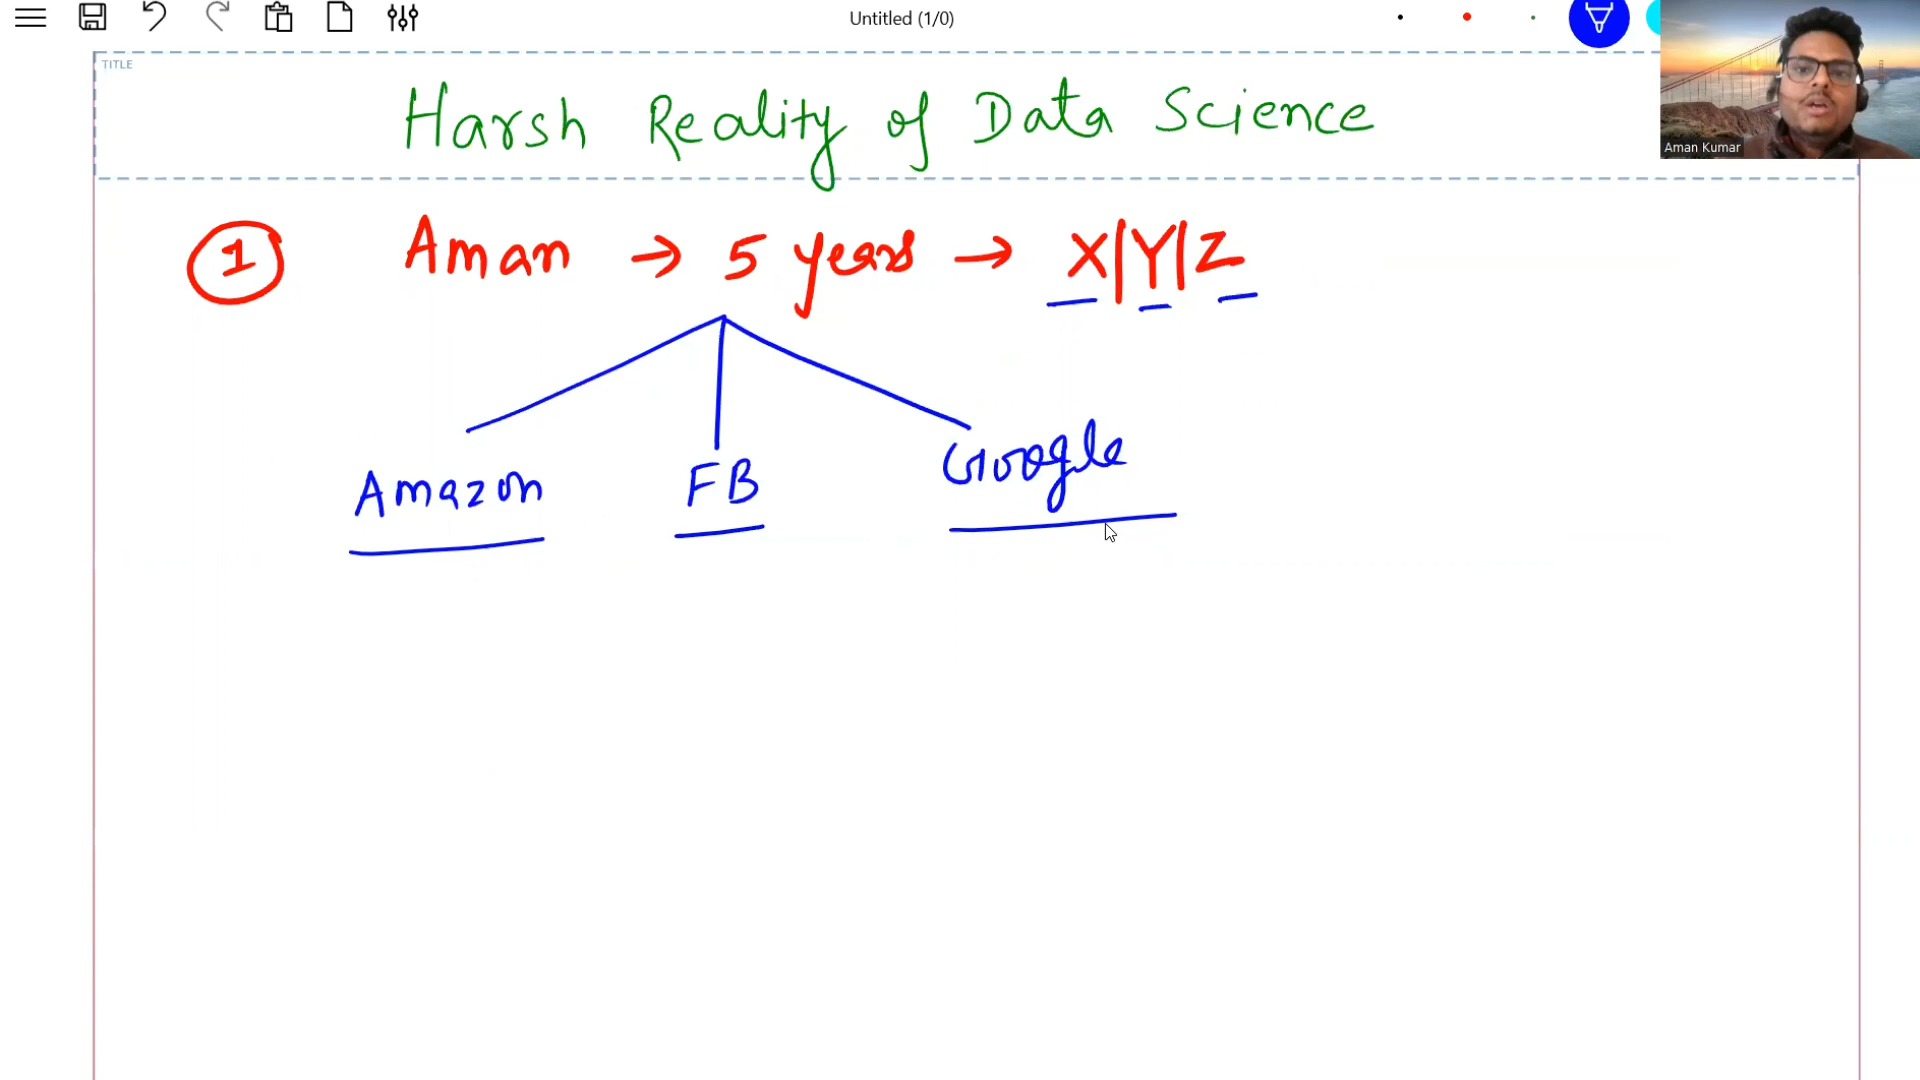 Untitled (1/0)
TITLE
Harsh Reality of Data Science
Aman Kumar
1 Aman → 5 years → X|Y|Z
Amazon FB Google